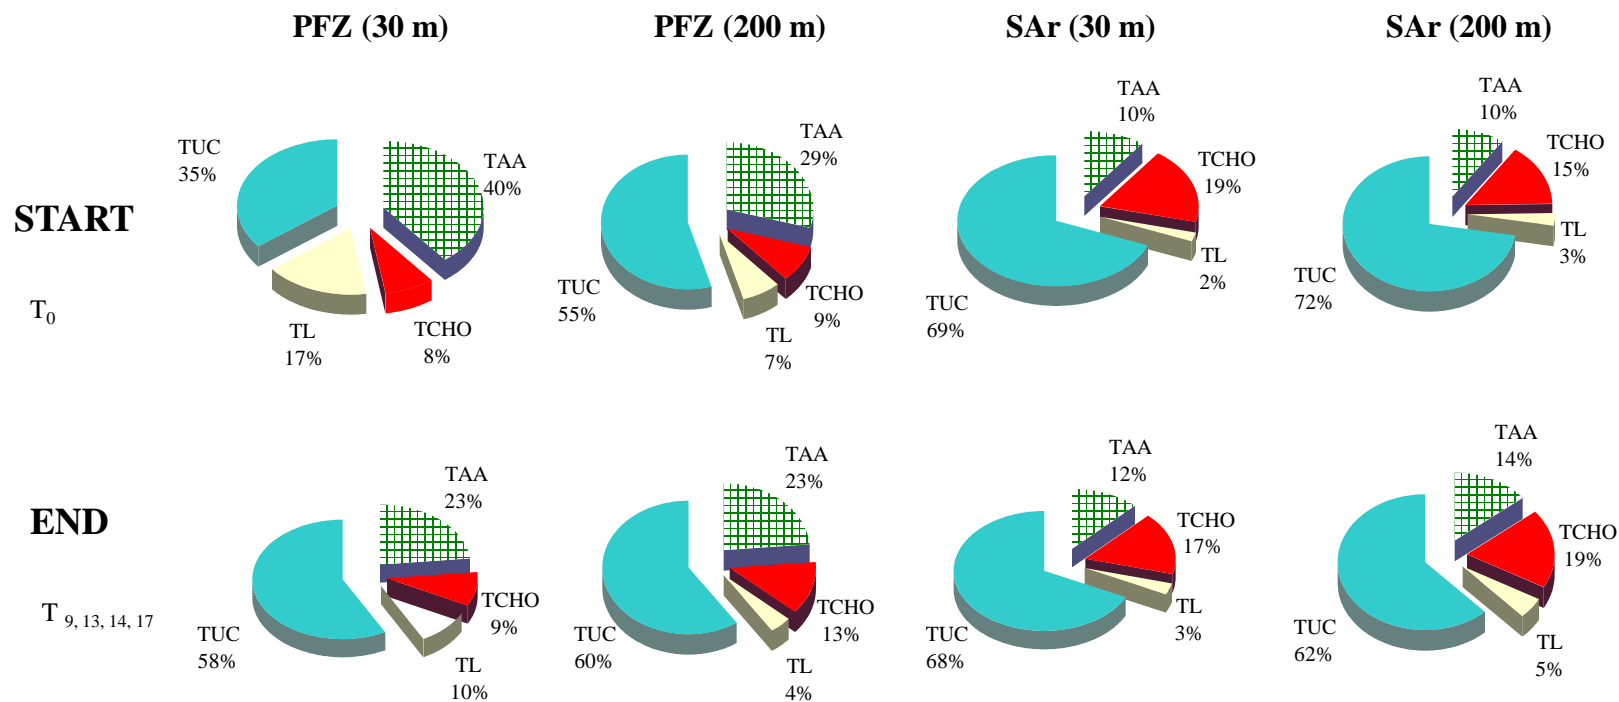 PFZ (30 m)
PFZ (200 m)
SAr (30 m)
SAr (200 m)
START
T0
TUC
35%
TAA
40%
TL
17%
TCHO
8%
TUC
55%
TAA
29%
TCHO
9%
TL
7%
TAA
10%
TCHO
19%
TL
2%
TUC
69%
TAA
10%
TCHO
15%
TL
3%
TUC
72%
END
T 9, 13, 14, 17
TAA
23%
TCHO
9%
TL
10%
TUC
58%
TAA
23%
TCHO
13%
TL
4%
TUC
60%
TAA
12%
TCHO
17%
TL
3%
TUC
68%
TAA
14%
TCHO
19%
TL
5%
TUC
62%